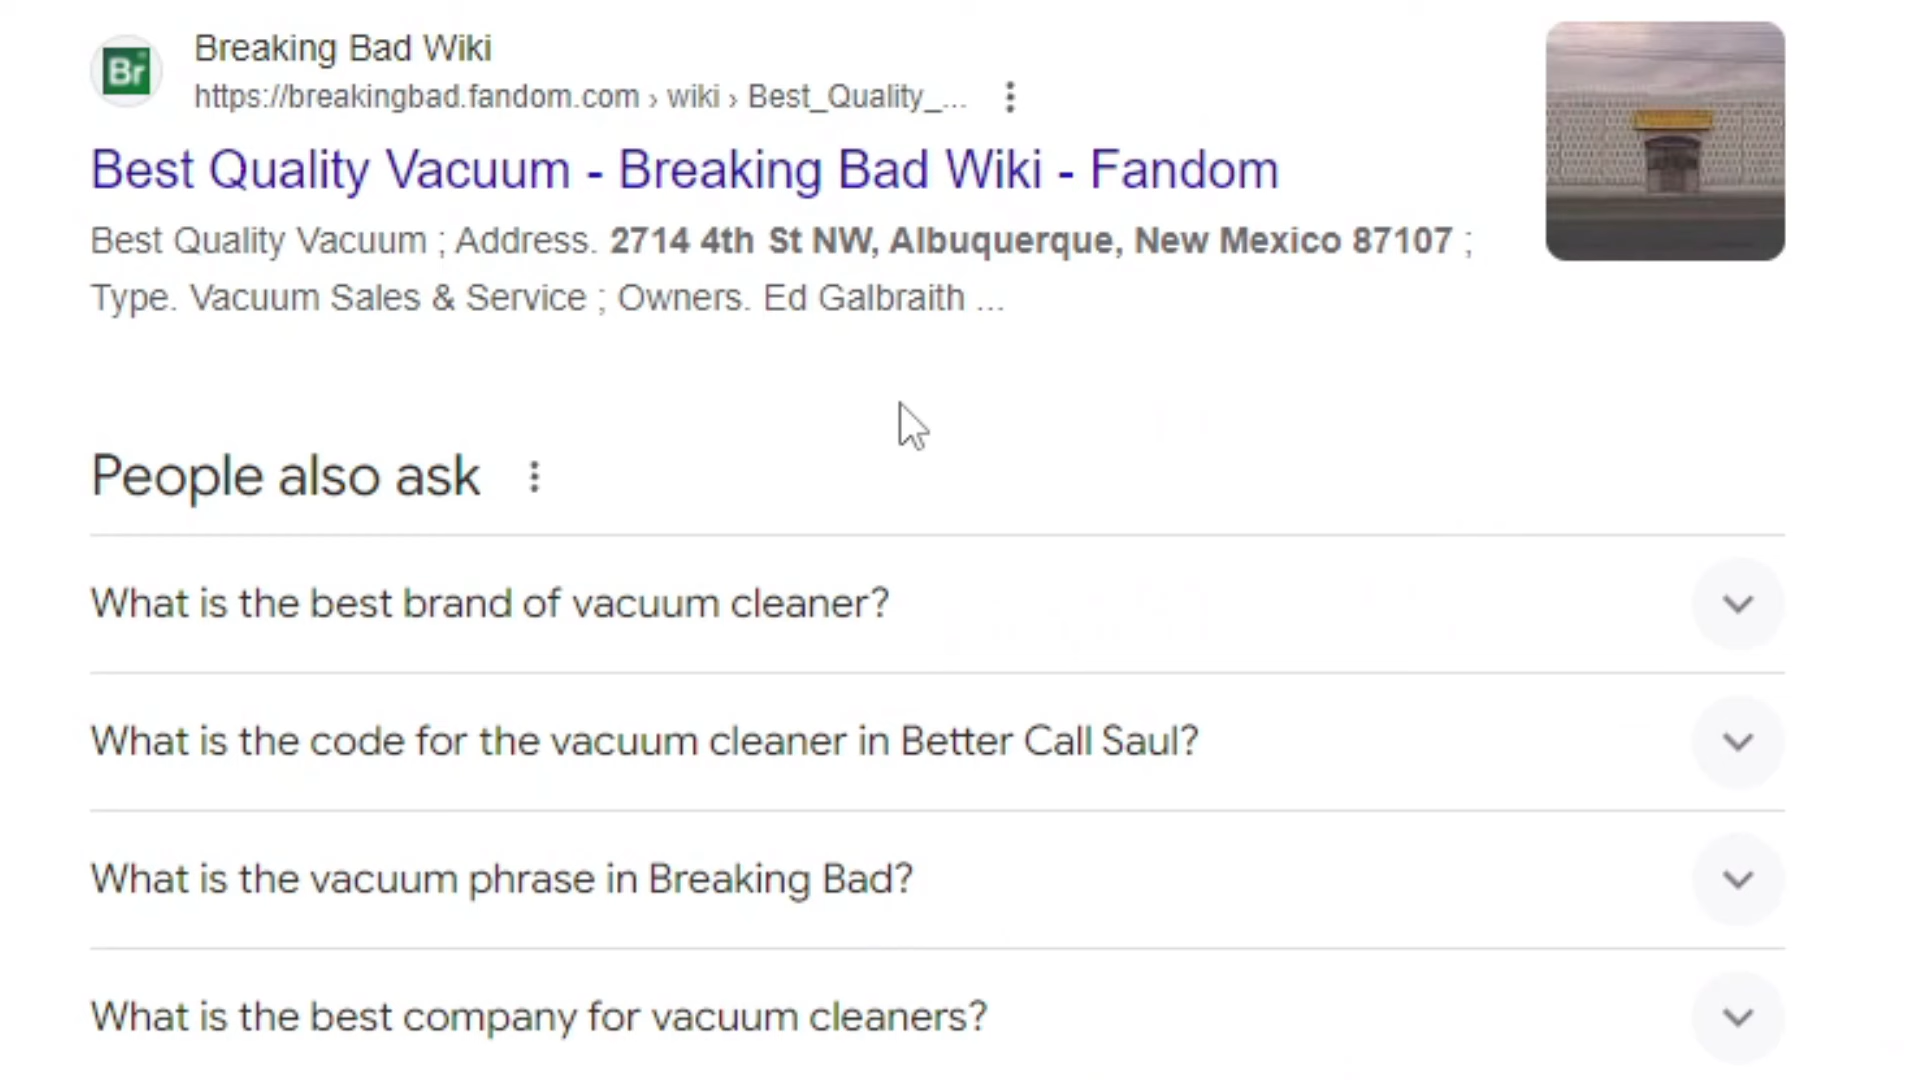 Br
Breaking Bad Wiki
https://breakingbad.fandom.com › wiki › Best_Quality_...
Best Quality Vacuum - Breaking Bad Wiki - Fandom
Best Quality Vacuum ; Address. 2714 4th St NW, Albuquerque, New Mexico 87107 ;
Type. Vacuum Sales & Service ; Owners. Ed Galbraith ...
People also ask
What is the best brand of vacuum cleaner?
What is the code for the vacuum cleaner in Better Call Saul?
What is the vacuum phrase in Breaking Bad?
What is the best company for vacuum cleaners?